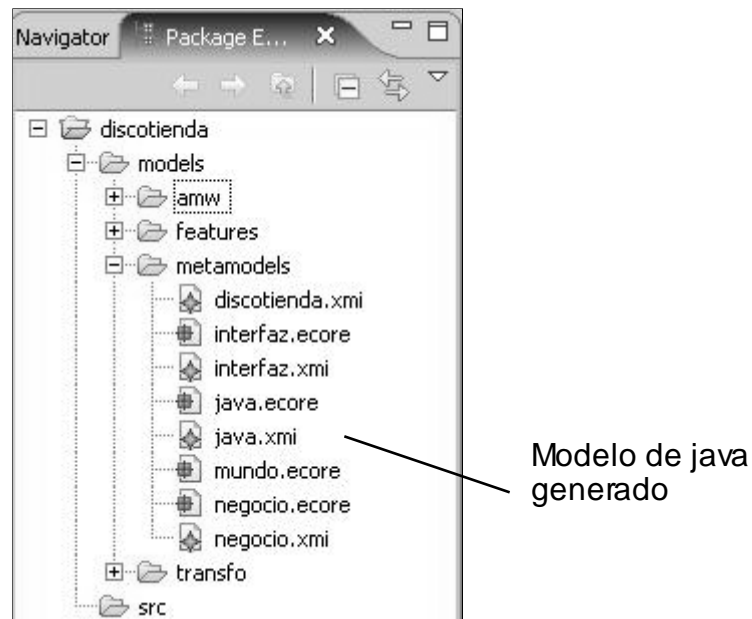 Navigator Package E...
discotienda
models
amw
features
metamodels
discotienda.xmi
interfaz.ecore
interfaz.xmi
java.ecore
java.xmi
mundo.ecore
negocio.ecore
negocio.xmi
transfo
src
Modelo de java
generado